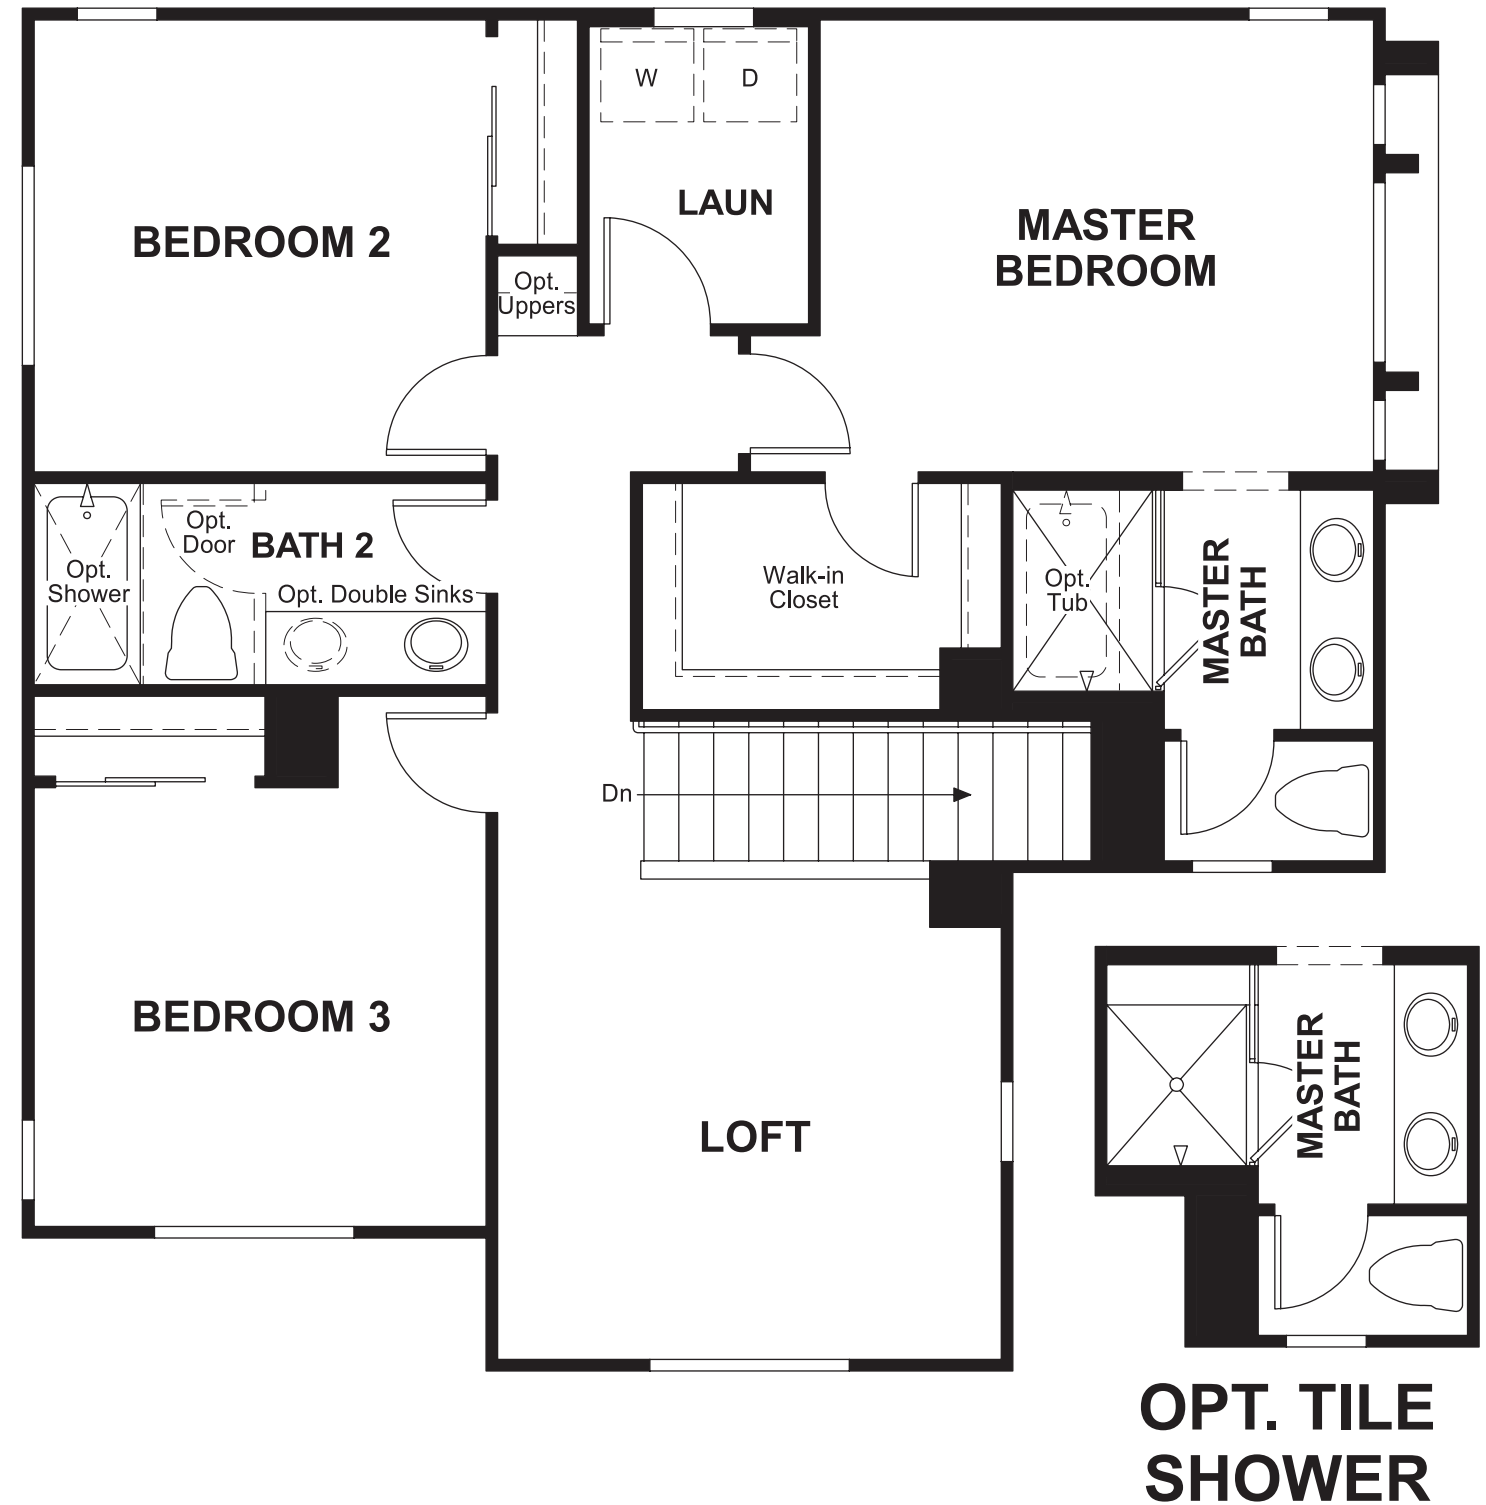 W
D
LAUN
BEDROOM 2
MASTER
BEDROOM
Opt.
Uppers
Opt.
Door
BATH 2
Opt.
Shower
Opt. Double Sinks
Walk-in
Closet
Opt.
Tub
MASTER
BATH
Dn
BEDROOM 3
LOFT
MASTER
BATH
OPT. TILE
SHOWER